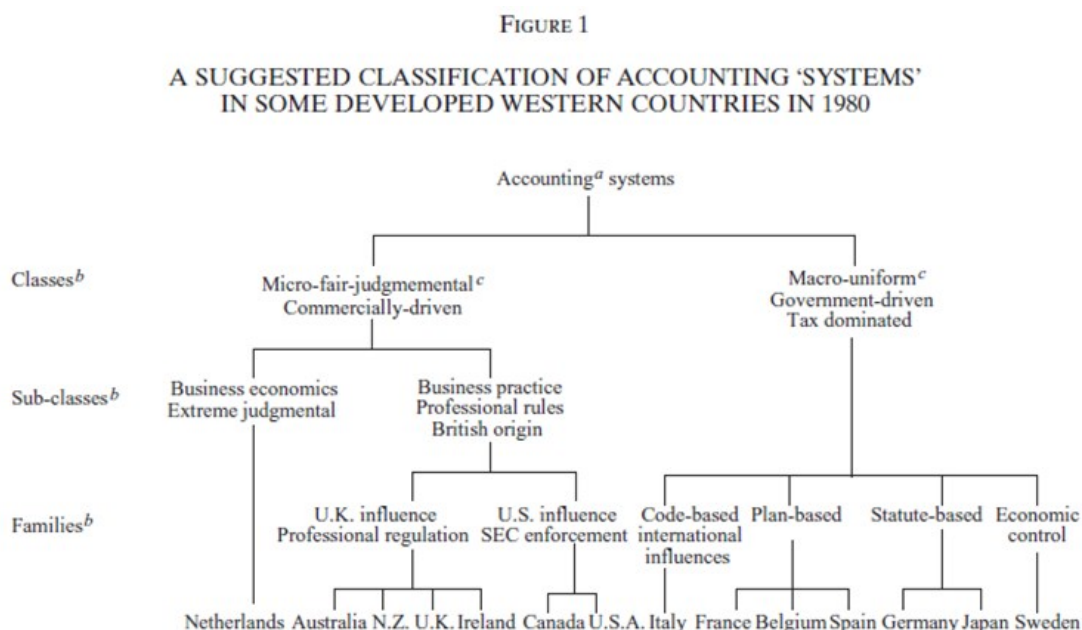 FIGURE 1
A SUGGESTED CLASSIFICATION OF ACCOUNTING ‘SYSTEMS’
IN SOME DEVELOPED WESTERN COUNTRIES IN 1980
Accountingᵃ systems
Classesᵇ
Micro-fair-judgmementalᶜ
Commercially-driven
Macro-uniformᶜ
Government-driven
Tax dominated
Sub-classesᵇ
Business economics
Extreme judgmental
Business practice
Professional rules
British origin
Familiesᵇ
U.K. influence
Professional regulation
U.S. influence
SEC enforcement
Code-based
international
influences
Plan-based
Statute-based
Economic
control
Netherlands Australia N.Z. U.K. Ireland Canada U.S.A. Italy France Belgium Spain Germany Japan Sweden